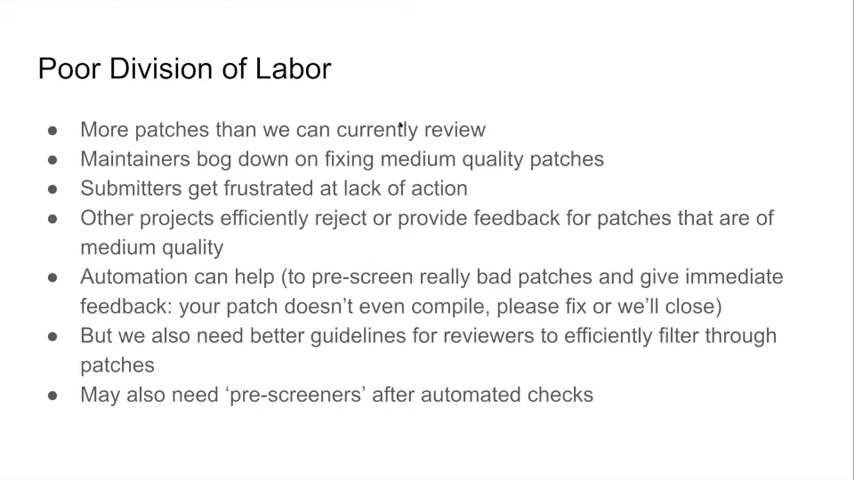 Poor Division of Labor
● More patches than we can currently review
● Maintainers bog down on fixing medium quality patches
● Submitters get frustrated at lack of action
● Other projects efficiently reject or provide feedback for patches that are of
medium quality
● Automation can help (to pre-screen really bad patches and give immediate
feedback: your patch doesn’t even compile, please fix or we’ll close)
● But we also need better guidelines for reviewers to efficiently filter through
patches
● May also need ‘pre-screeners’ after automated checks